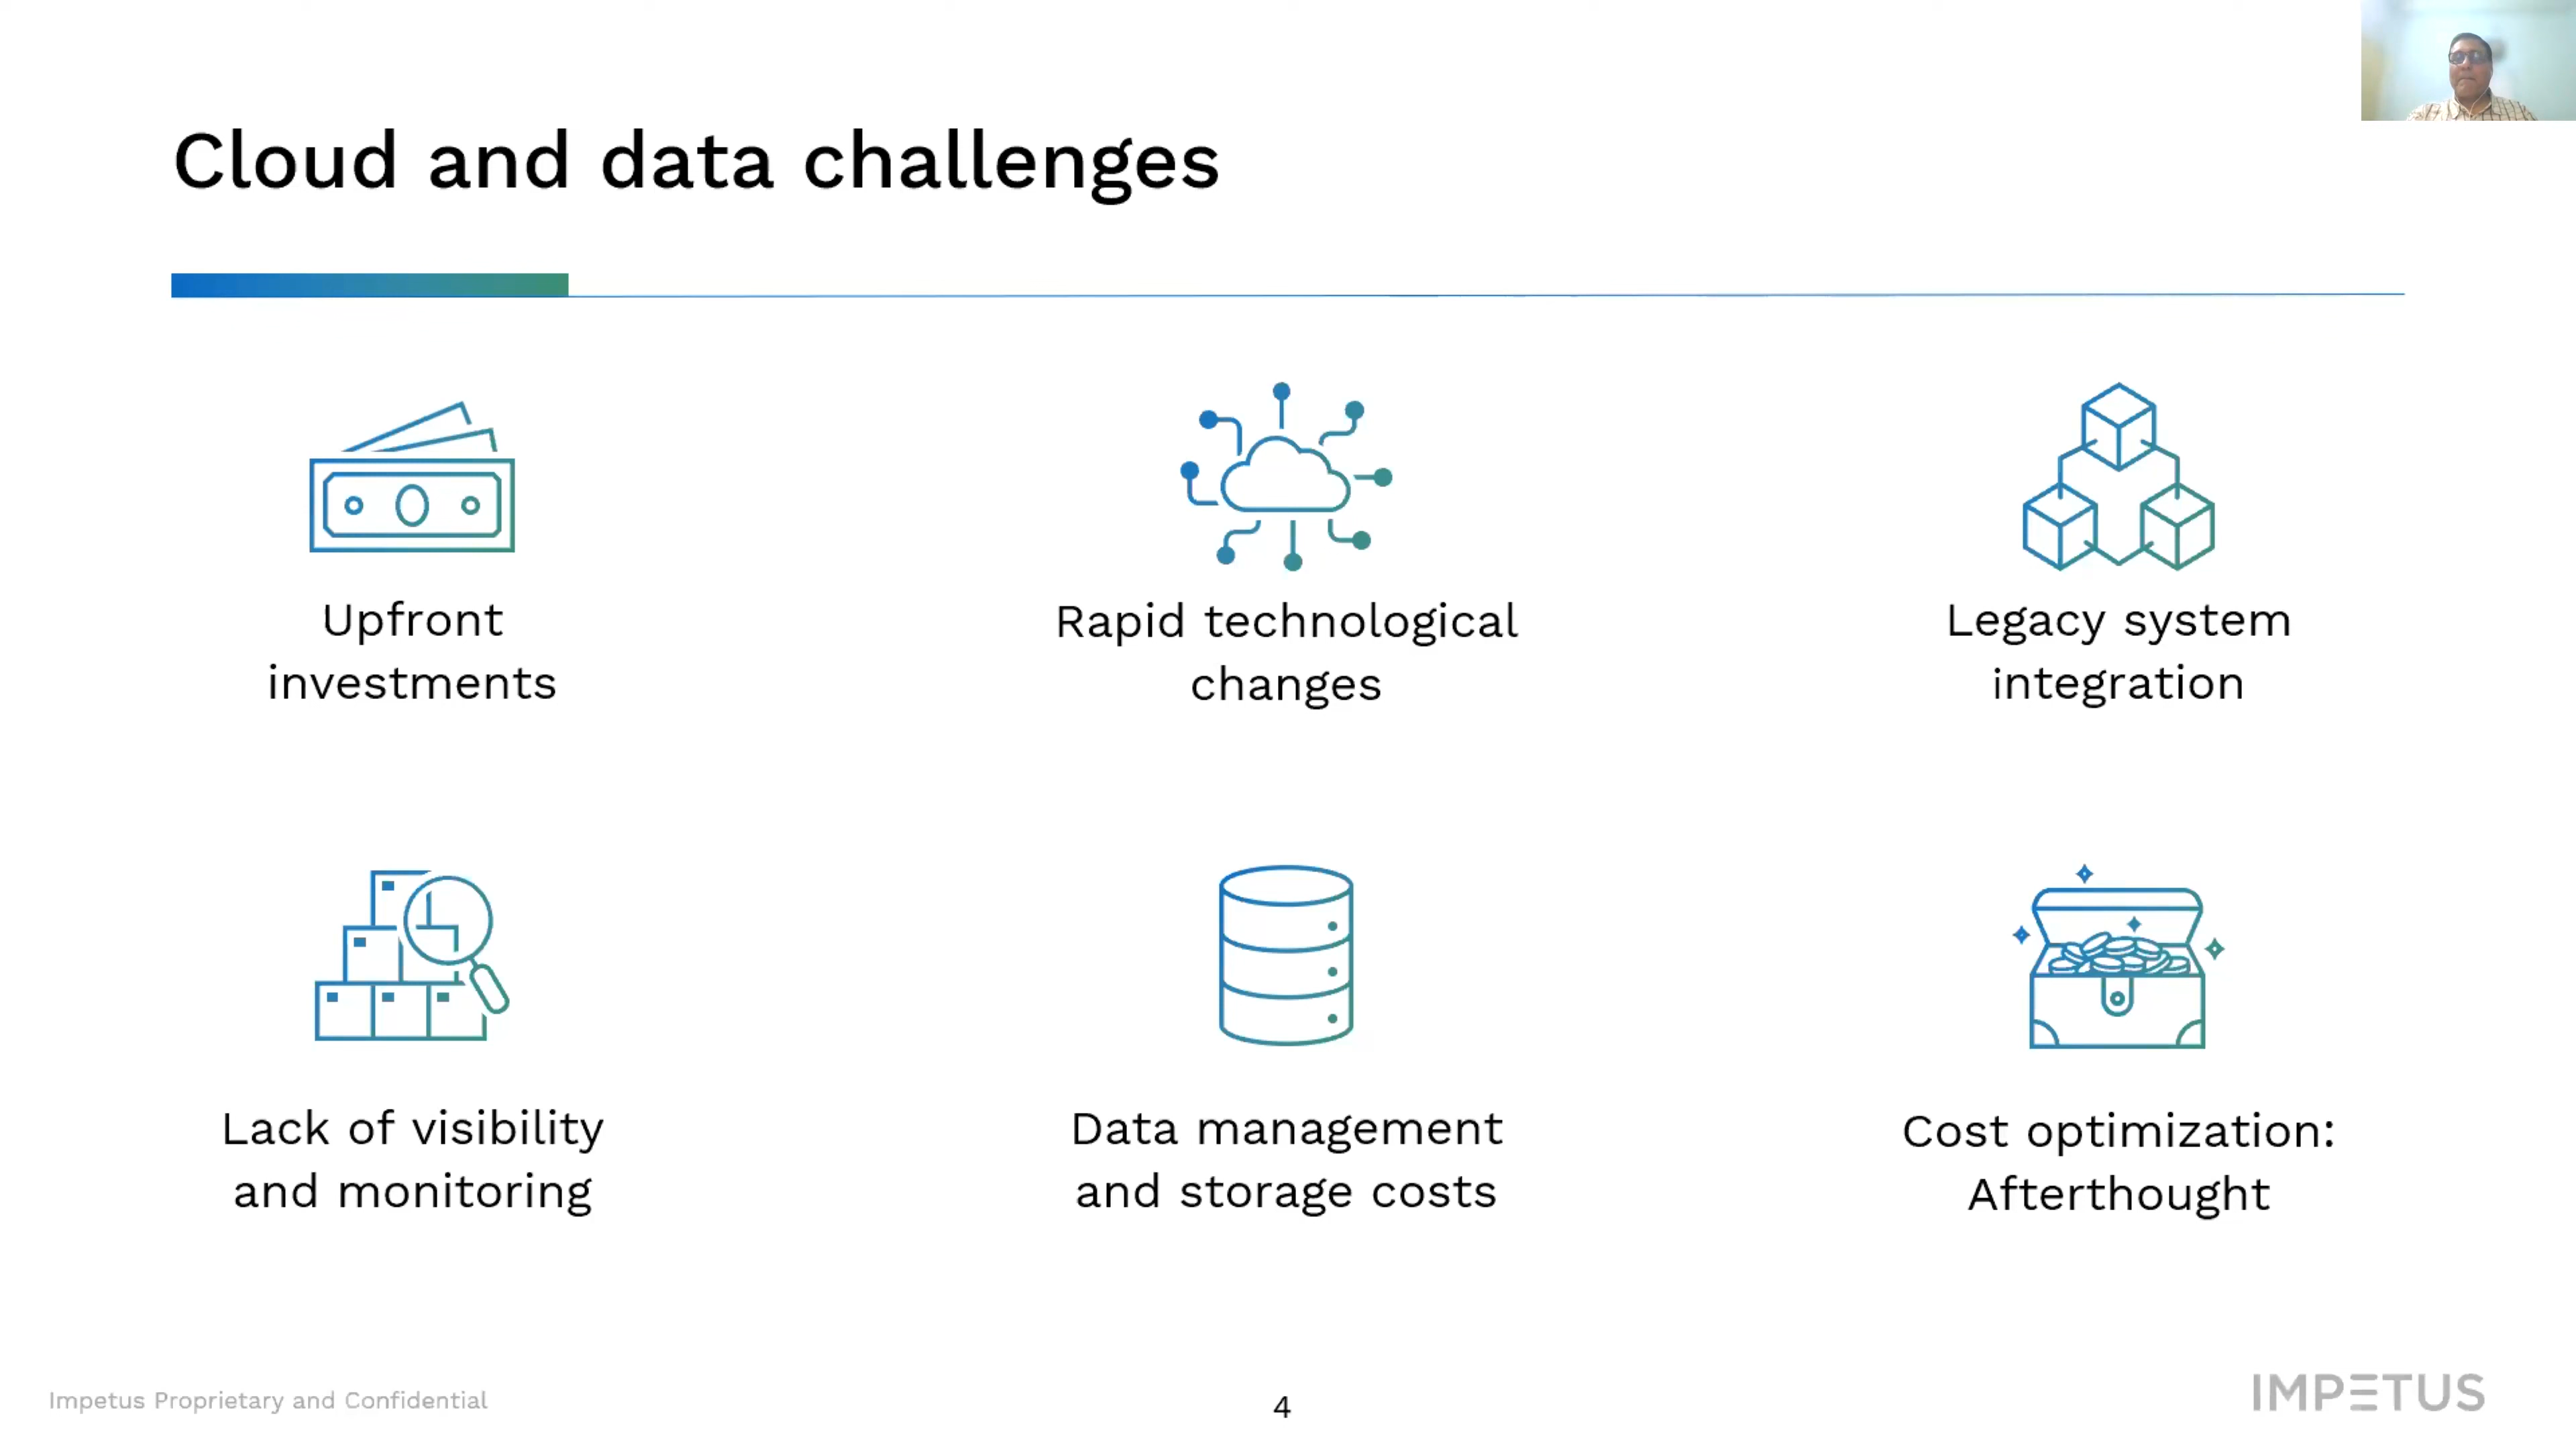 Cloud and data challenges
Upfront
investments
Rapid technological
changes
Legacy system
integration
Lack of visibility
and monitoring
Data management
and storage costs
Cost optimization:
Afterthought
Impetus Proprietary and Confidential
4
IMPETUS